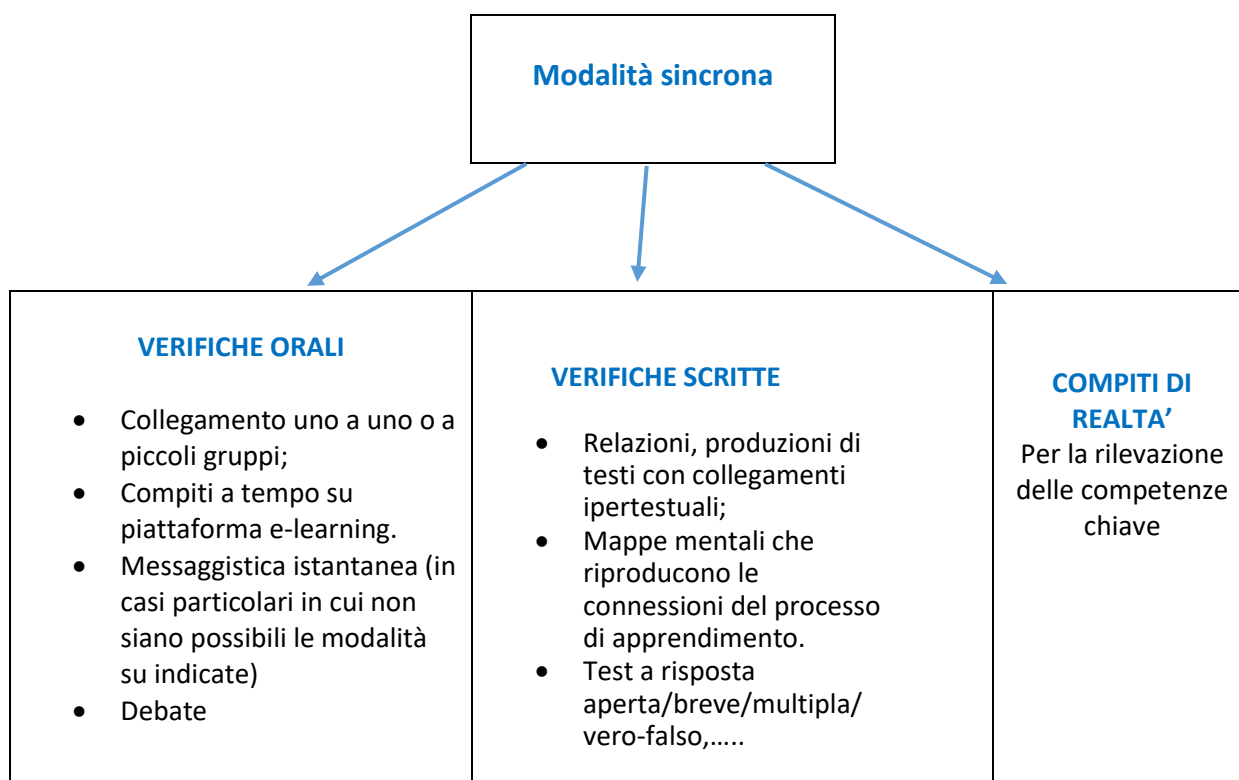 Modalità sincrona
VERIFICHE ORALI
• Collegamento uno a uno o a
piccoli gruppi;
• Compiti a tempo su
piattaforma e-learning.
• Messaggistica istantanea (in
casi particolari in cui non
siano possibili le modalità
su indicate)
• Debate
VERIFICHE SCRITTE
• Relazioni, produzioni di
testi con collegamenti
ipertestuali;
• Mappe mentali che
riproducono le
connessioni del processo
di apprendimento.
• Test a risposta
aperta/breve/multipla/
vero-falso,.....
COMPITI DI
REALTA’
Per la rilevazione
delle competenze
chiave